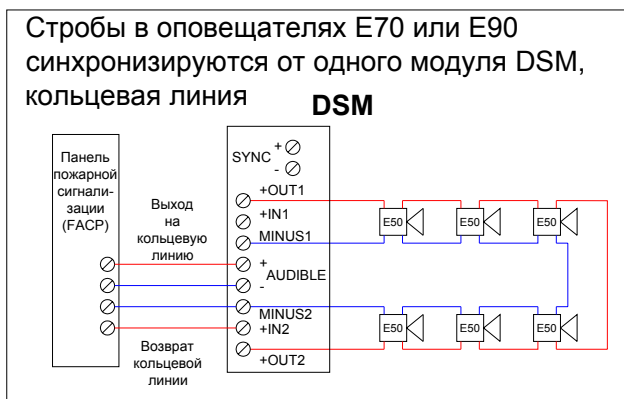 Стробы в оповещателях E70 или E90
синхронизируются от одного модуля DSM,
кольцевая линия
DSM
Панель
пожарной
сигнали-
зации
(FACP)
Выход
на
кольцевую
линию
Возврат
кольцевой
линии
SYNC +
-
+OUT1
+IN1
MINUS1
+
AUDIBLE
-
MINUS2
+IN2
+OUT2
E50 E50 E50
E50 E50 E50